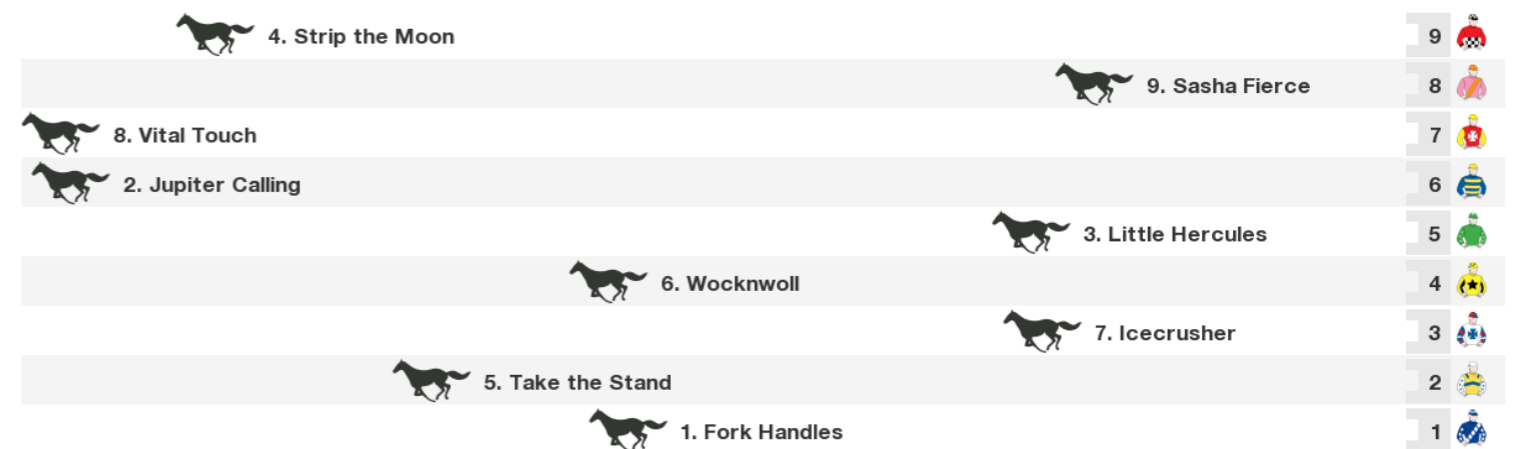 4. Strip the Moon 9
9. Sasha Fierce 8
8. Vital Touch 7
2. Jupiter Calling 6
3. Little Hercules 5
6. Wocknwoll 4
7. Icecrusher 3
5. Take the Stand 2
1. Fork Handles 1